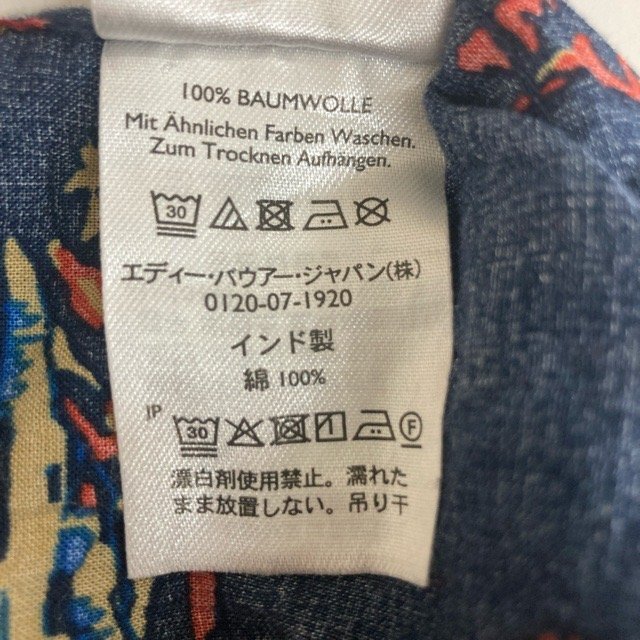 100% BAUMWOLLE
Mit Ähnlichen Farben Waschen.
Zum Trocknen Aufhängen.
30
エディー・バウアー・ジャパン(株)
0120-07-1920
インド製
綿 100%
JP 30 F
漂白剤使用禁止。濡れた
まま放置しない。吊り干